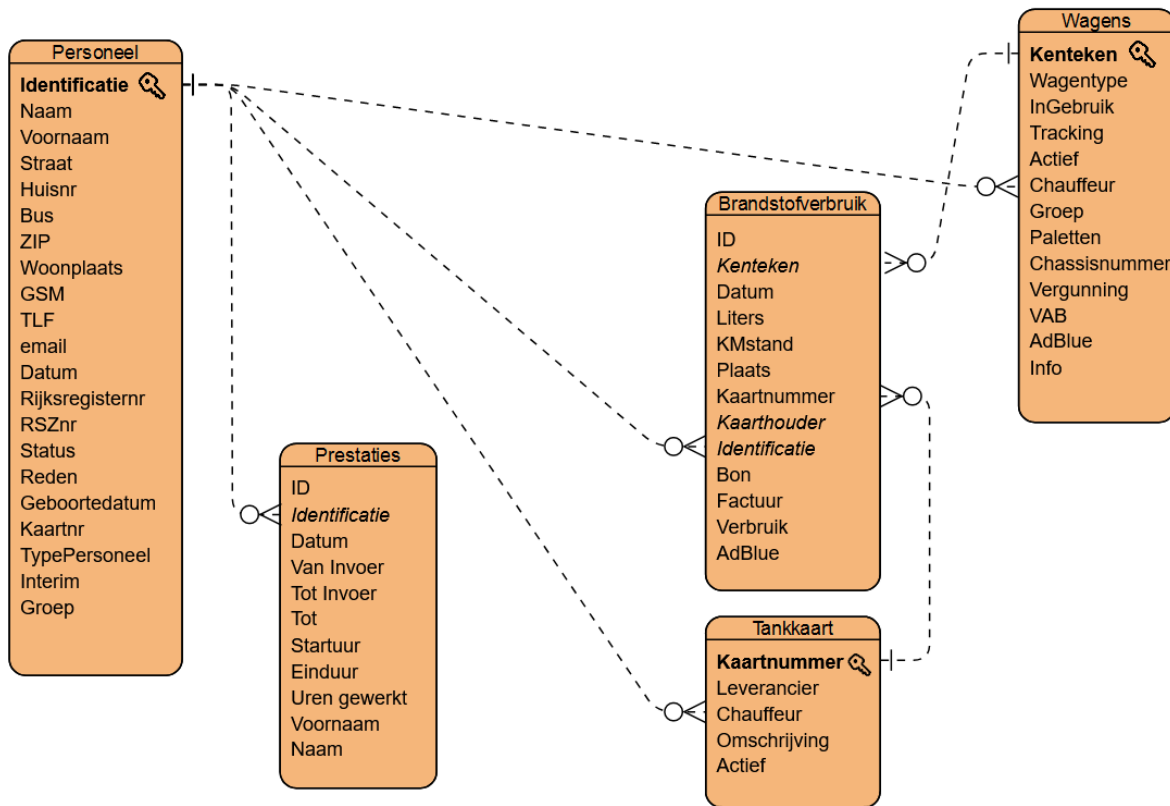 Personeel
Identificatie
Naam
Voornaam
Straat
Huisnr
Bus
ZIP
Woonplaats
GSM
TLF
email
Datum
Rijksregisternr
RSZnr
Status
Reden
Geboortedatum
Kaartnr
TypePersoneel
Interim
Groep
Prestaties
ID
Identificatie
Datum
Van Invoer
Tot Invoer
Tot
Startuur
Einduur
Uren gewerkt
Voornaam
Naam
Brandstofverbruik
ID
Kenteken
Datum
Liters
KMstand
Plaats
Kaartnummer
Kaarthouder
Identificatie
Bon
Factuur
Verbruik
AdBlue
Tankkaart
Kaartnummer
Leverancier
Chauffeur
Omschrijving
Actief
Wagens
Kenteken
Wagentype
InGebruik
Tracking
Actief
Chauffeur
Groep
Paletten
Chassisnummer
Vergunning
VAB
AdBlue
Info